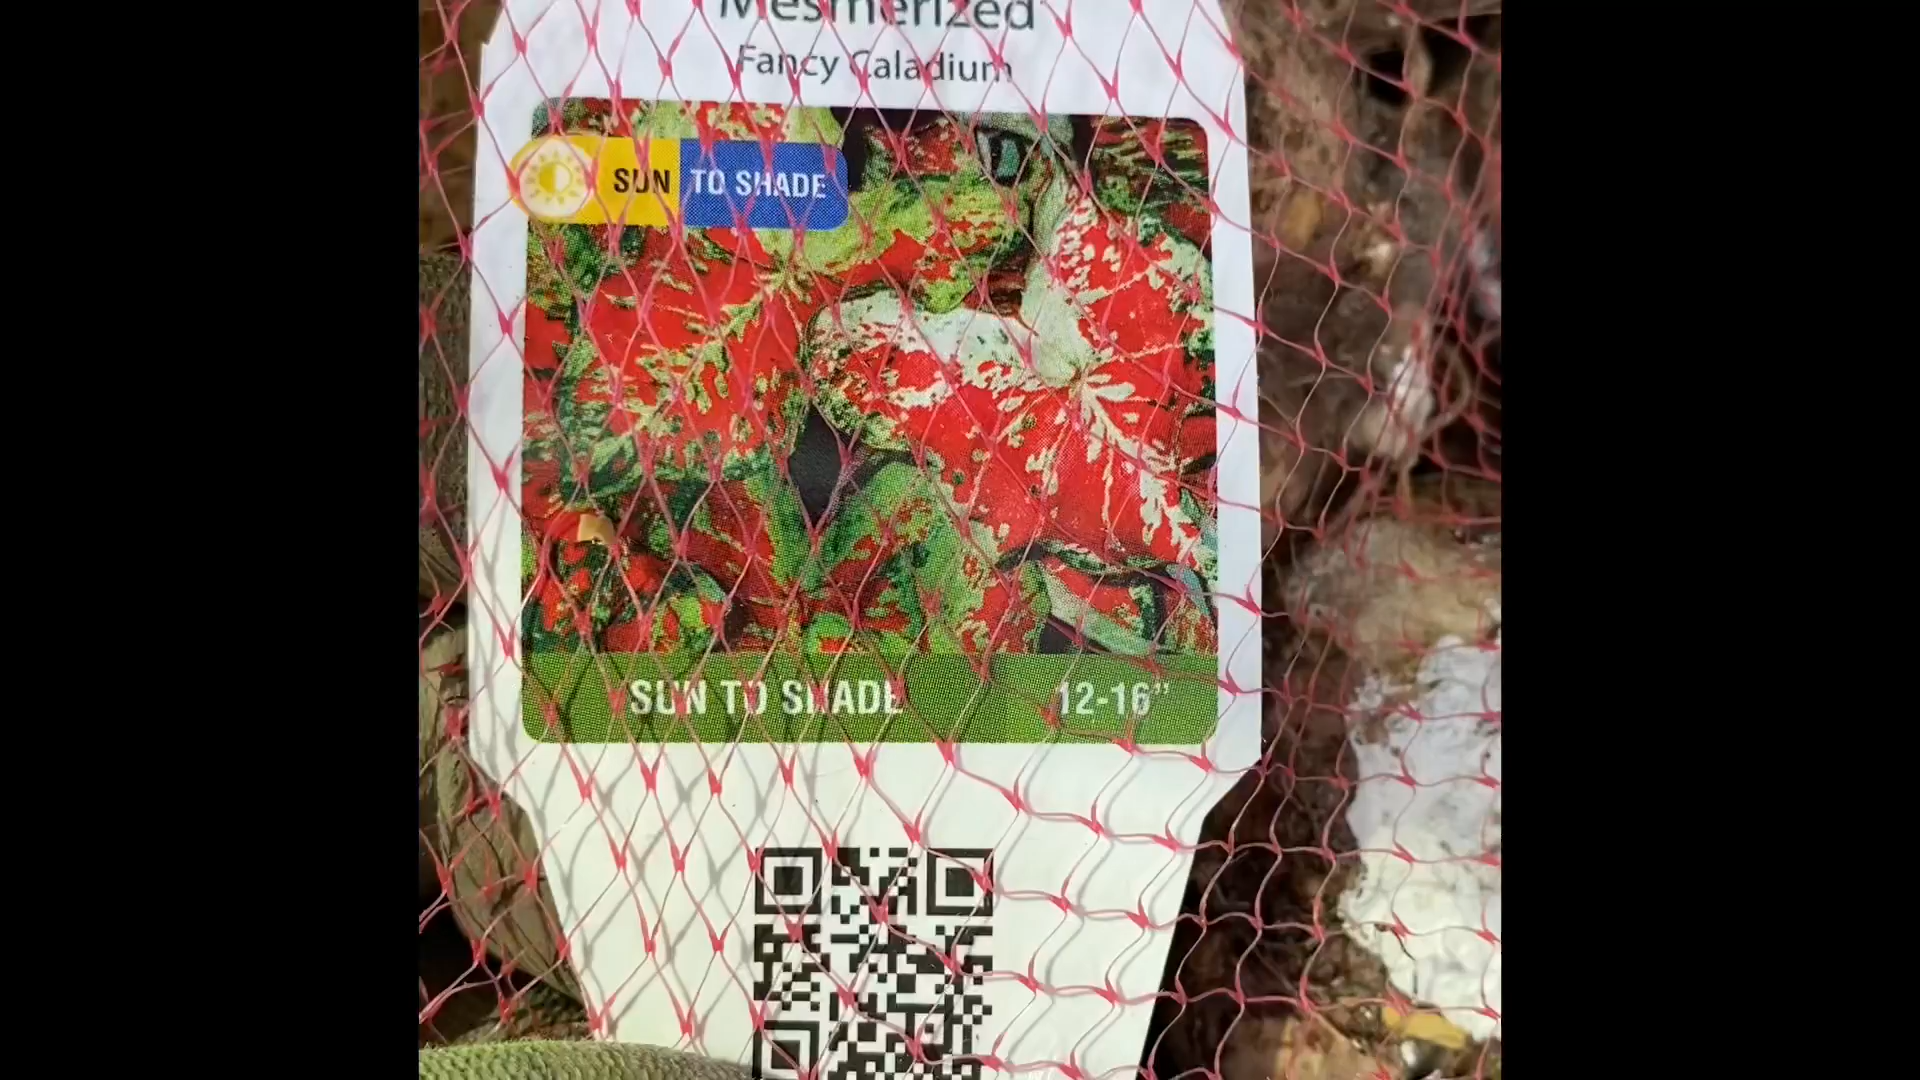 Mesmerized
Fancy Caladium
SUN TO SHADE
SUN TO SHADE 12-16”